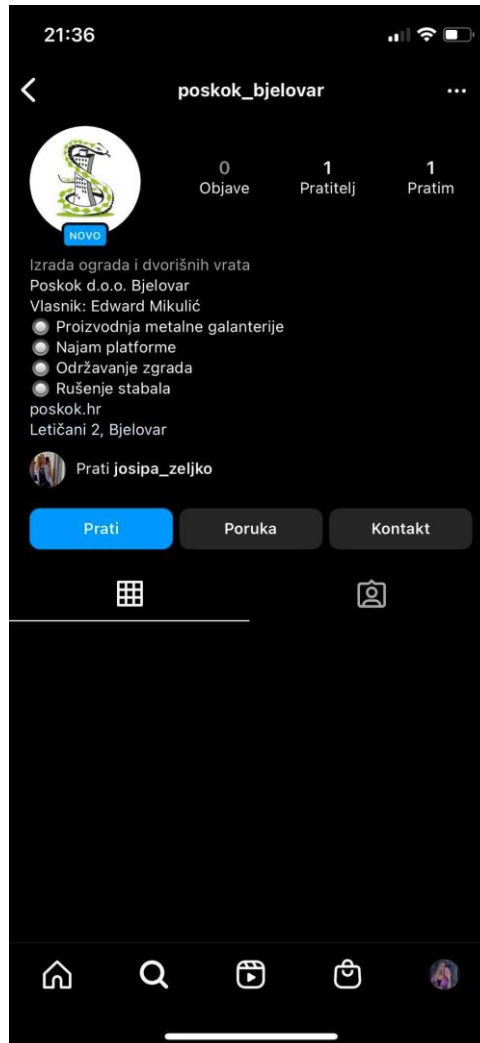 21:36
poskok_bjelovar
0
Objave
1
Pratitelj
1
Pratim
NOVO
Izrada ograda i dvorišnih vrata
Poskok d.o.o. Bjelovar
Vlasnik: Edward Mikulić
Proizvodnja metalne galanterije
Najam platforme
Održavanje zgrada
Rušenje stabala
poskok.hr
Letičani 2, Bjelovar
Prati josipa_zeljko
Prati
Poruka
Kontakt